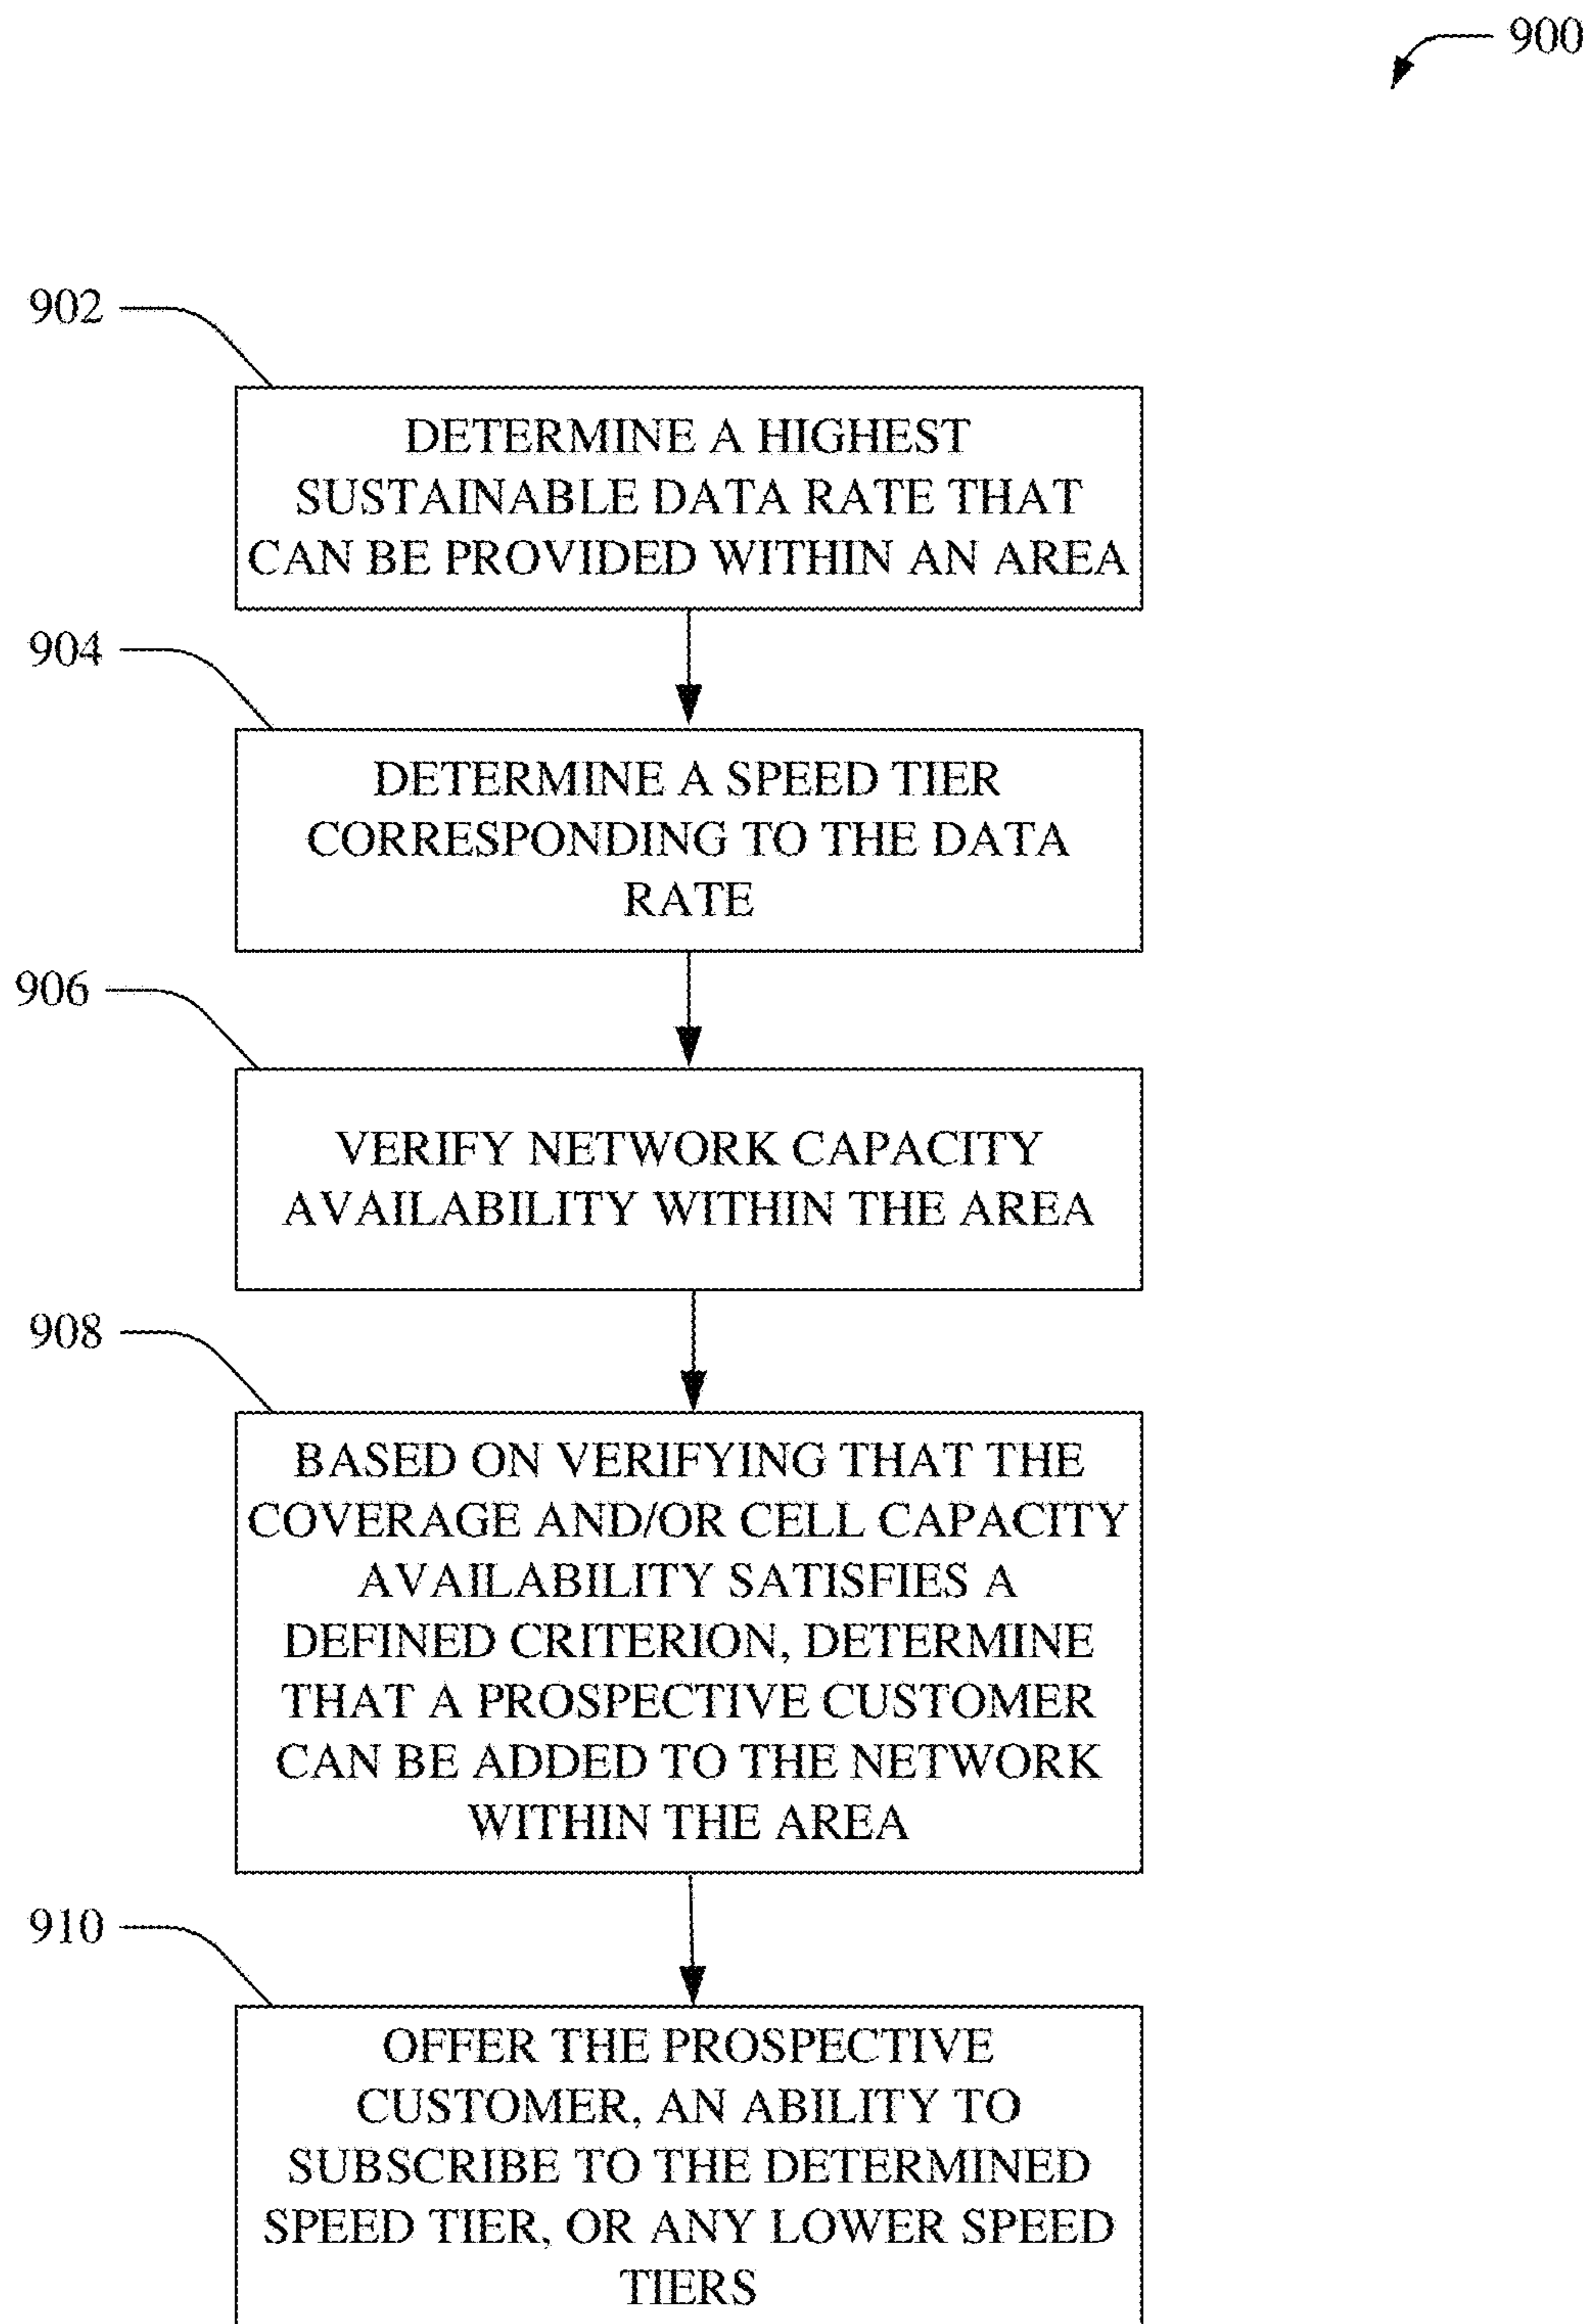 900
902
DETERMINE A HIGHEST
SUSTAINABLE DATA RATE THAT
CAN BE PROVIDED WITHIN AN AREA
904
DETERMINE A SPEED TIER
CORRESPONDING TO THE DATA
RATE
906
VERIFY NETWORK CAPACITY
AVAILABILITY WITHIN THE AREA
908
BASED ON VERIFYING THAT THE
COVERAGE AND/OR CELL CAPACITY
AVAILABILITY SATISFIES A
DEFINED CRITERION, DETERMINE
THAT A PROSPECTIVE CUSTOMER
CAN BE ADDED TO THE NETWORK
WITHIN THE AREA
910
OFFER THE PROSPECTIVE
CUSTOMER, AN ABILITY TO
SUBSCRIBE TO THE DETERMINED
SPEED TIER, OR ANY LOWER SPEED
TIERS